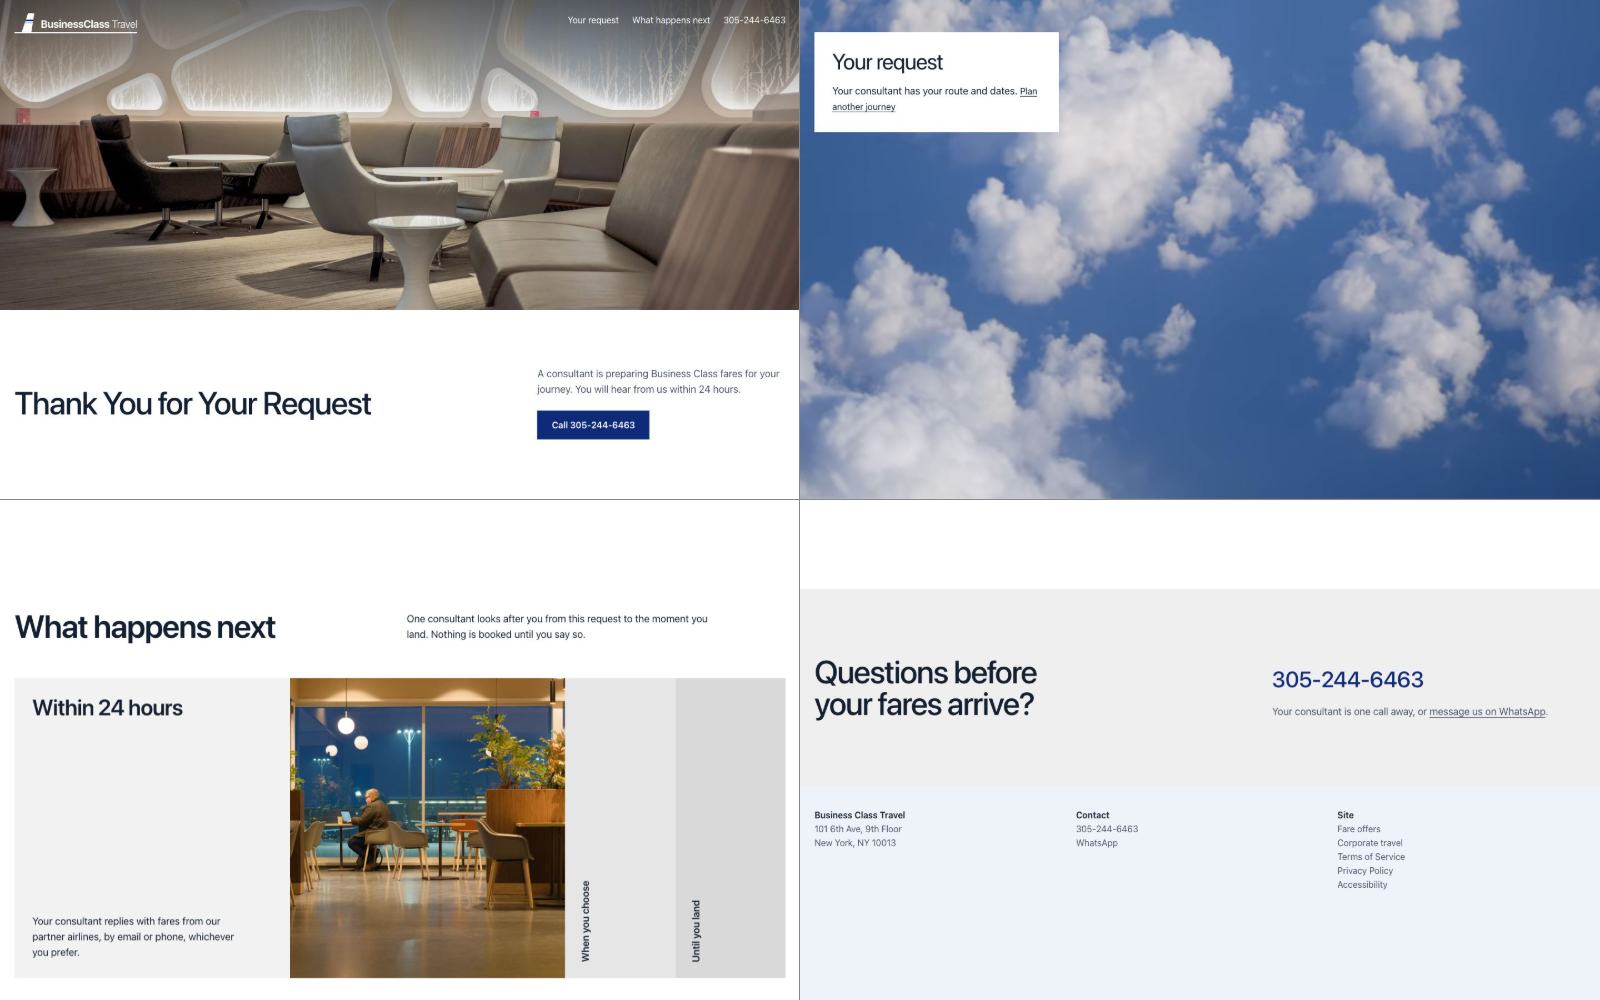 BusinessClass Travel
Your request
What happens next
305-244-6463
Thank You for Your Request
A consultant is preparing Business Class fares for your
journey. You will hear from us within 24 hours.
Call 305-244-6463
Your request
Your consultant has your route and dates. Plan
another journey
What happens next
One consultant looks after you from this request to the moment you
land. Nothing is booked until you say so.
Within 24 hours
Your consultant replies with fares from our
partner airlines, by email or phone, whichever
you prefer.
When you choose
Until you land
Questions before
your fares arrive?
305-244-6463
Your consultant is one call away, or message us on WhatsApp.
Business Class Travel
101 6th Ave, 9th Floor
New York, NY 10013
Contact
305-244-6463
WhatsApp
Site
Fare offers
Corporate travel
Terms of Service
Privacy Policy
Accessibility